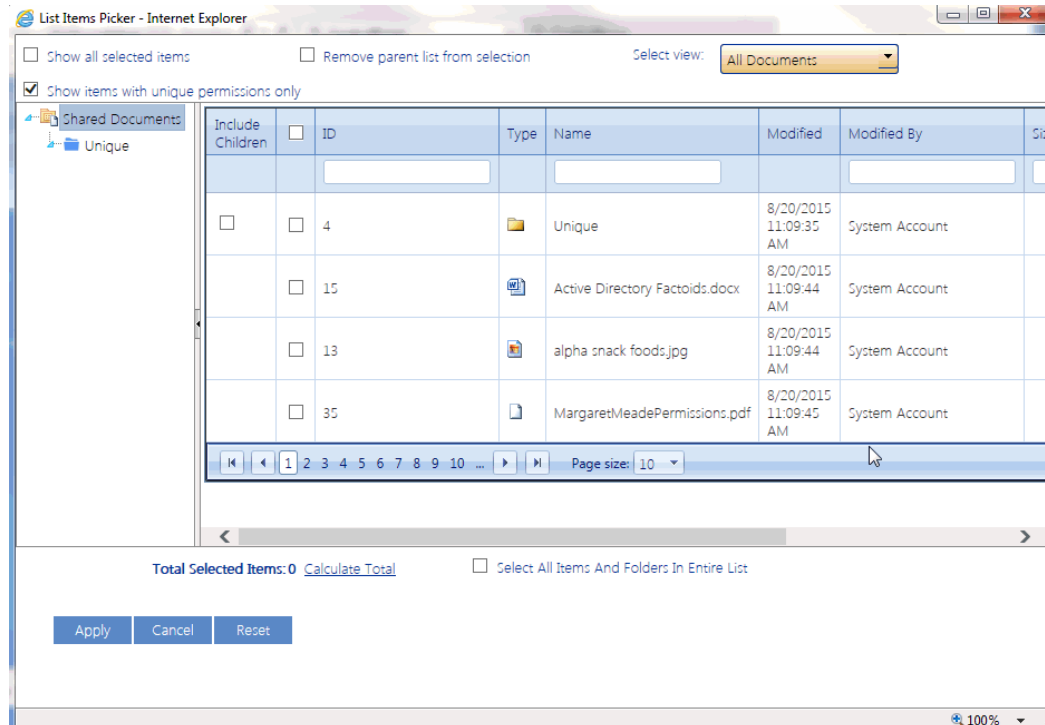 List Items Picker - Internet Explorer
Show all selected items
Remove parent list from selection
Select view:
All Documents
Show items with unique permissions only
Shared Documents
Unique
Include Children
ID
Type
Name
Modified
Modified By
4
Unique
8/20/2015 11:09:35 AM
System Account
15
Active Directory Factoids.docx
8/20/2015 11:09:44 AM
System Account
13
alpha snack foods.jpg
8/20/2015 11:09:44 AM
System Account
35
MargaretMeadePermissions.pdf
8/20/2015 11:09:45 AM
System Account
1 2 3 4 5 6 7 8 9 10 ...
Page size: 10
Total Selected Items: 0 Calculate Total
Select All Items And Folders In Entire List
Apply
Cancel
Reset
100%